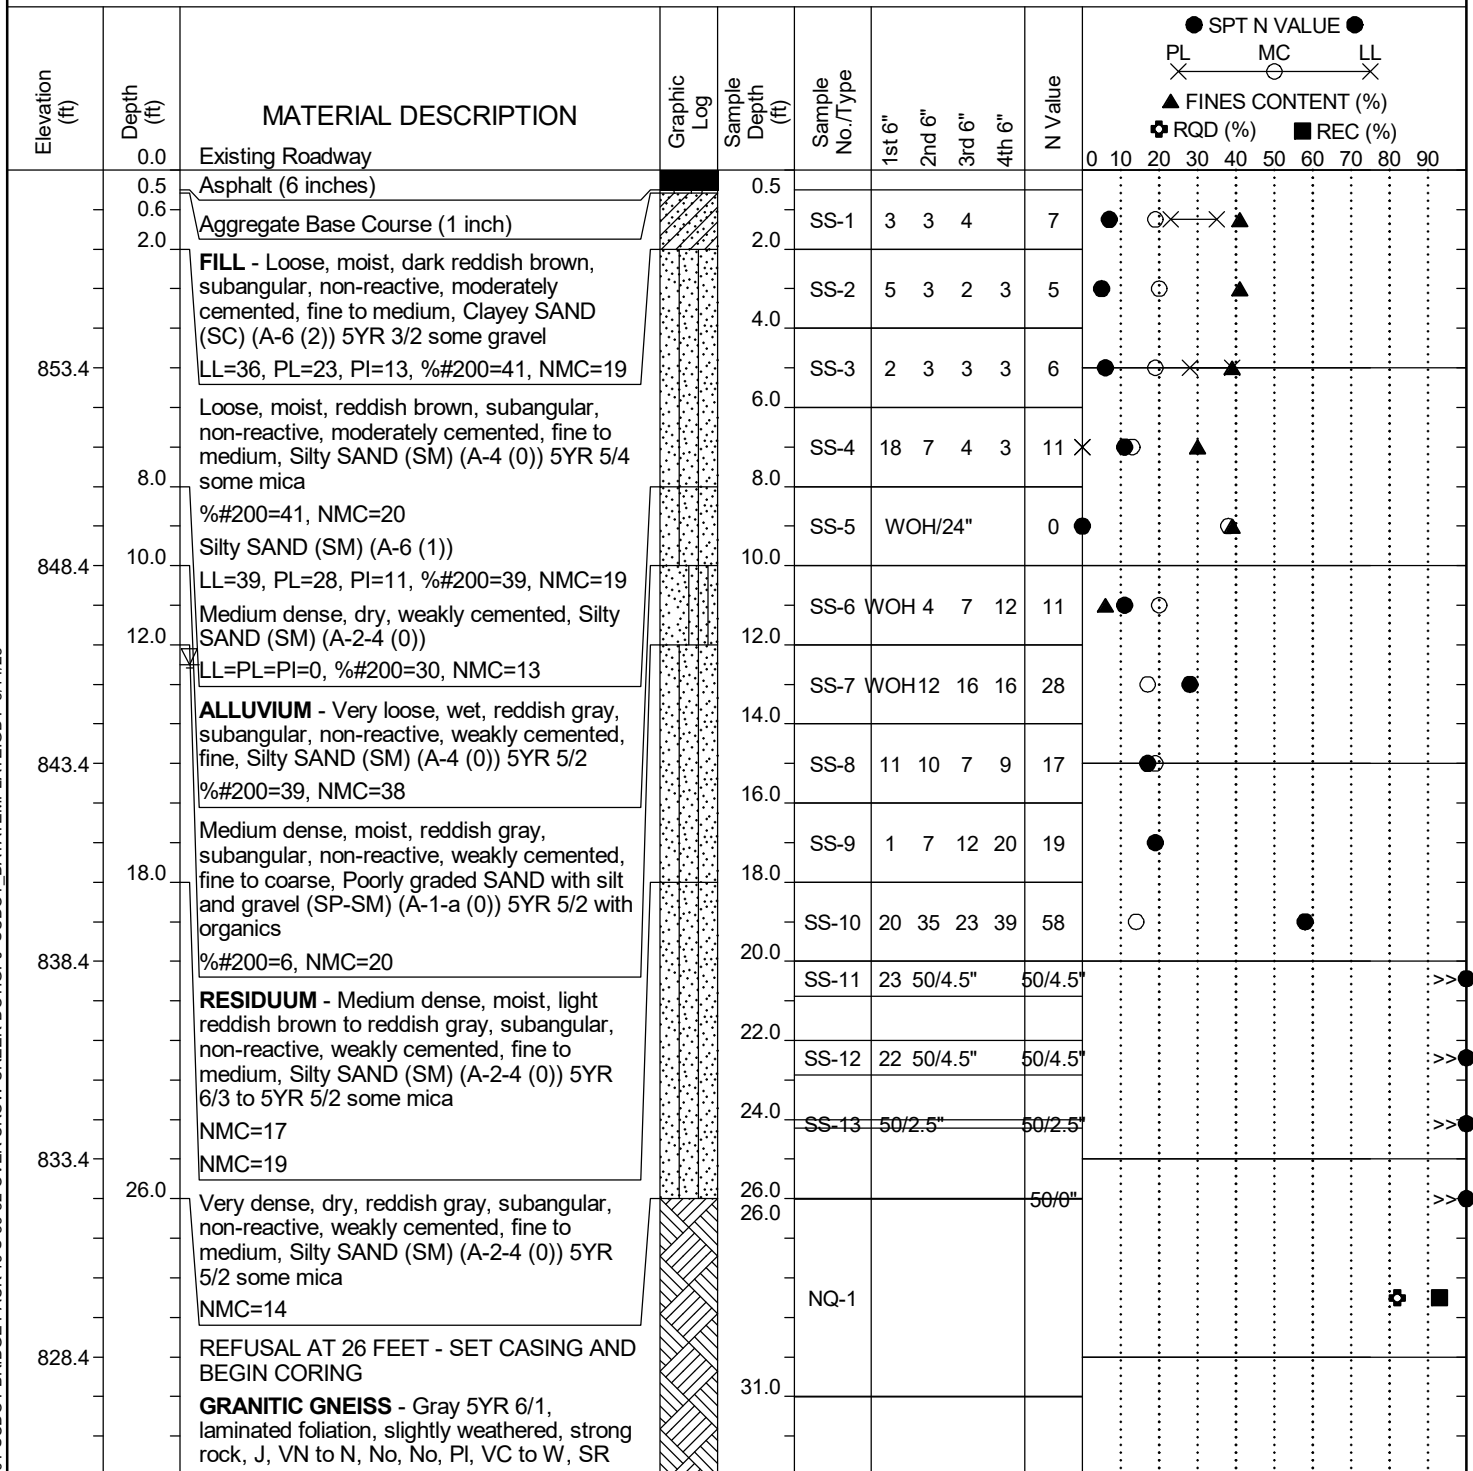 ● SPT N VALUE ●
PL MC LL
▲ FINES CONTENT (%)
RQD (%) ■ REC (%)
Elevation (ft)
Depth (ft)
MATERIAL DESCRIPTION
Graphic Log
Sample Depth (ft)
Sample No./Type
1st 6"
2nd 6"
3rd 6"
4th 6"
N Value
0 10 20 30 40 50 60 70 80 90
0.0 Existing Roadway
0.5 Asphalt (6 inches) 0.5
0.6 Aggregate Base Course (1 inch)
SS-1 3 3 4 7
2.0 2.0
FILL - Loose, moist, dark reddish brown,
subangular, non-reactive, moderately
cemented, fine to medium, Clayey SAND
(SC) (A-6 (2)) 5YR 3/2 some gravel
SS-2 5 3 2 3 5
4.0
LL=36, PL=23, PI=13, %#200=41, NMC=19
853.4 SS-3 2 3 3 3 6
6.0
Loose, moist, reddish brown, subangular,
non-reactive, moderately cemented, fine to
medium, Silty SAND (SM) (A-4 (0)) 5YR 5/4
some mica
SS-4 18 7 4 3 11
8.0 8.0
%#200=41, NMC=20
SS-5 WOH/24" 0
Silty SAND (SM) (A-6 (1))
10.0 10.0
848.4
LL=39, PL=28, PI=11, %#200=39, NMC=19
Medium dense, dry, weakly cemented, Silty
SAND (SM) (A-2-4 (0))
SS-6 WOH 4 7 12 11
12.0 12.0
LL=PL=PI=0, %#200=30, NMC=13
SS-7 WOH 12 16 16 28
14.0
ALLUVIUM - Very loose, wet, reddish gray,
subangular, non-reactive, weakly cemented,
fine, Silty SAND (SM) (A-4 (0)) 5YR 5/2
843.4 SS-8 11 10 7 9 17
%#200=39, NMC=38
16.0
Medium dense, moist, reddish gray,
subangular, non-reactive, weakly cemented,
fine to coarse, Poorly graded SAND with silt
and gravel (SP-SM) (A-1-a (0)) 5YR 5/2 with
organics
SS-9 1 7 12 20 19
18.0 18.0
SS-10 20 35 23 39 58
%#200=6, NMC=20
838.4 20.0
SS-11 23 50/4.5" 50/4.5" >>
RESIDUUM - Medium dense, moist, light
reddish brown to reddish gray, subangular,
non-reactive, weakly cemented, fine to
medium, Silty SAND (SM) (A-2-4 (0)) 5YR
6/3 to 5YR 5/2 some mica
22.0
SS-12 22 50/4.5" 50/4.5" >>
NMC=17
24.0
SS-13 50/2.5" 50/2.5" >>
NMC=19
833.4
26.0 26.0 50/0" >>
26.0
Very dense, dry, reddish gray, subangular,
non-reactive, weakly cemented, fine to
medium, Silty SAND (SM) (A-2-4 (0)) 5YR
5/2 some mica
NMC=14
NQ-1
REFUSAL AT 26 FEET - SET CASING AND
BEGIN CORING
828.4
31.0
GRANITIC GNEISS - Gray 5YR 6/1,
laminated foliation, slightly weathered, strong
rock, J, VN to N, No, No, Pl, VC to W, SR